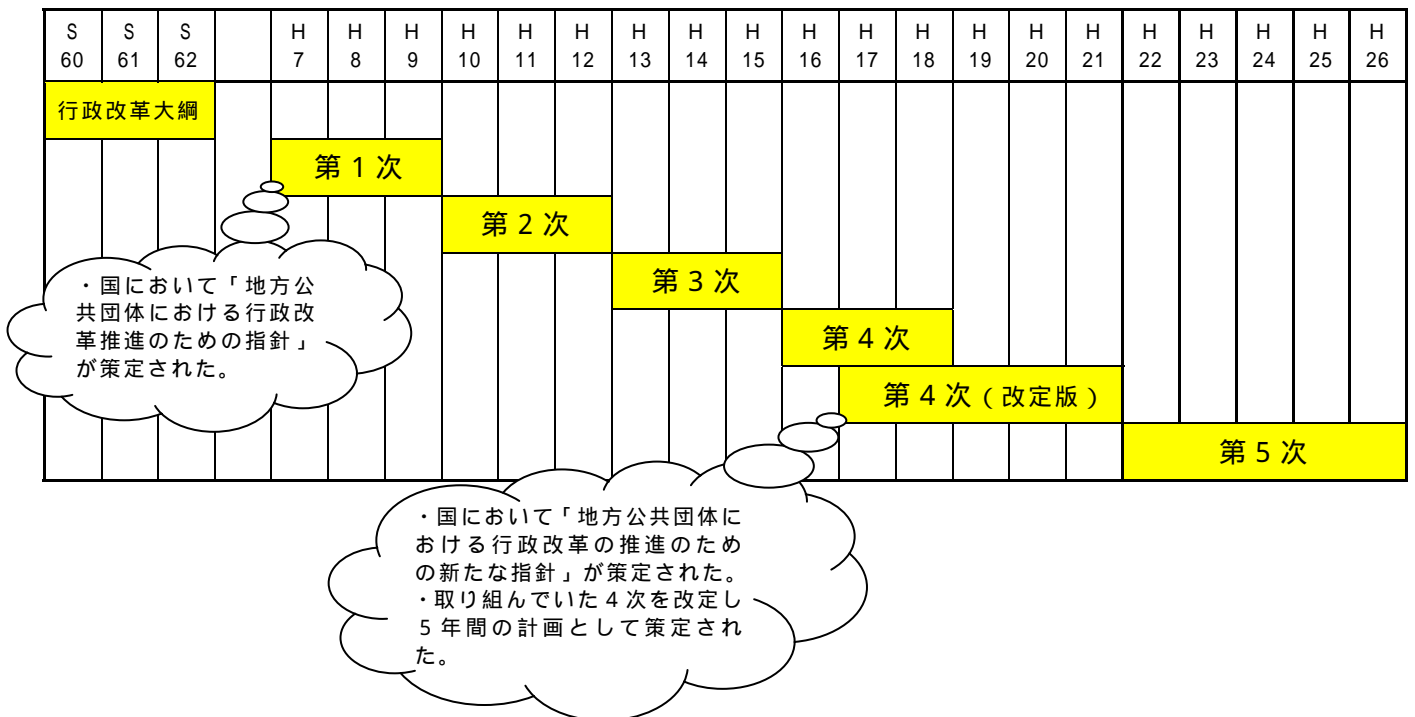 S S S H H H H H H H H H H H H H H H H H H H H
60 61 62 7 8 9 10 11 12 13 14 15 16 17 18 19 20 21 22 23 24 25 26
行政改革大綱
第1次
第2次
第3次
第4次
第4次(改定版)
第5次
・国において「地方公
共団体における行政改
革推進のための指針」
が策定された。
・国において「地方公共団体に
おける行政改革の推進のため
の新たな指針」が策定された。
・取り組んでいた4次を改定し
5年間の計画として策定され
た。